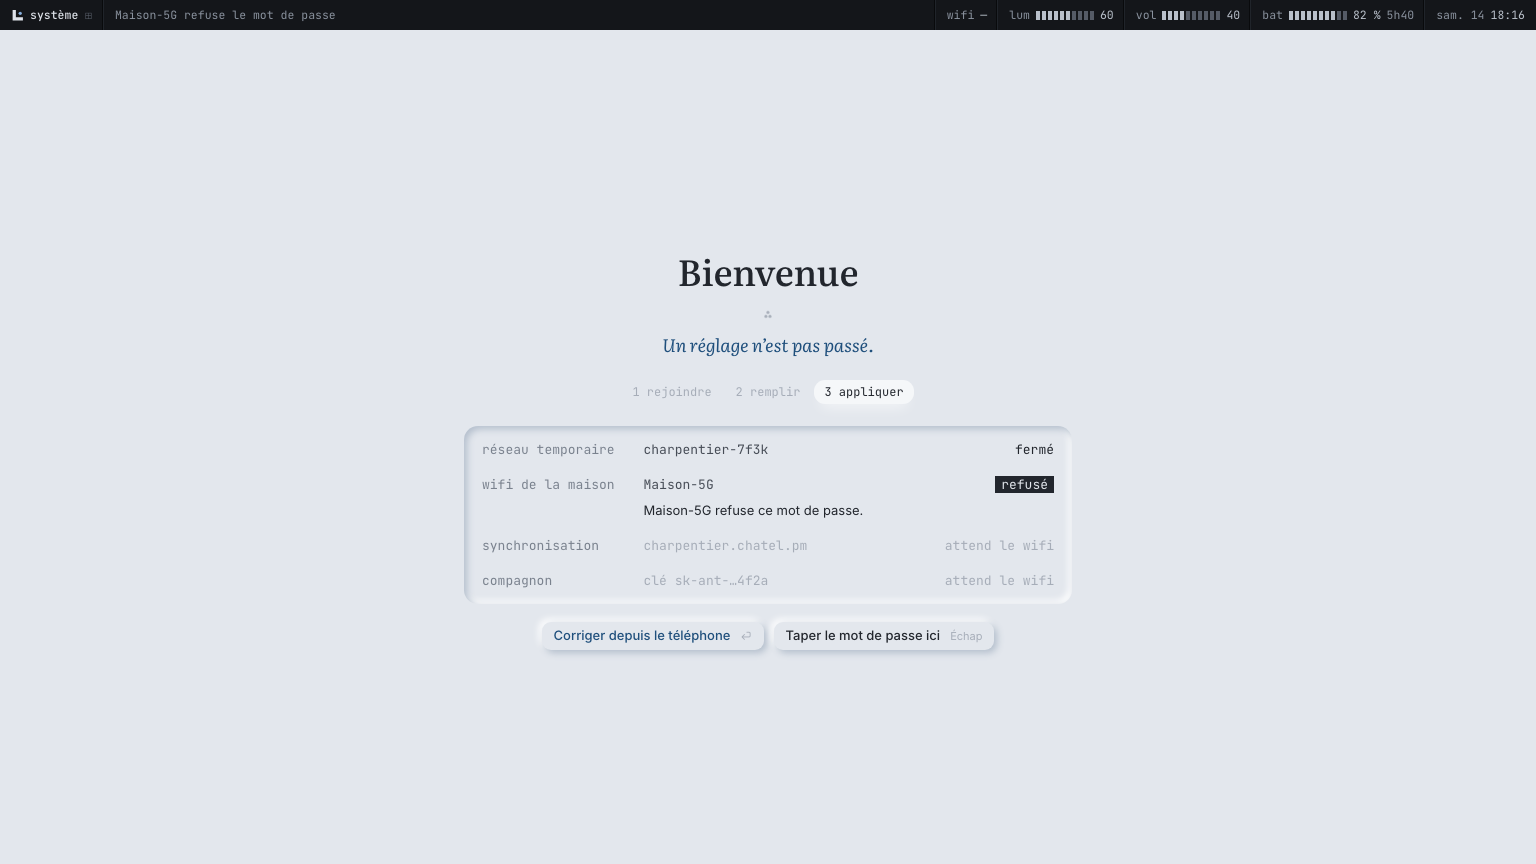 système Maison-5G refuse le mot de passe wifi — lum 60 vol 40 bat 82 % 5h40 sam. 14 18:16
Bienvenue
Un réglage n’est pas passé.
1 rejoindre 2 remplir 3 appliquer
réseau temporaire charpentier-7f3k fermé
wifi de la maison Maison-5G refusé
Maison-5G refuse ce mot de passe.
synchronisation charpentier.chatel.pm attend le wifi
compagnon clé sk-ant-…4f2a attend le wifi
Corriger depuis le téléphone ⏎ Taper le mot de passe ici Échap